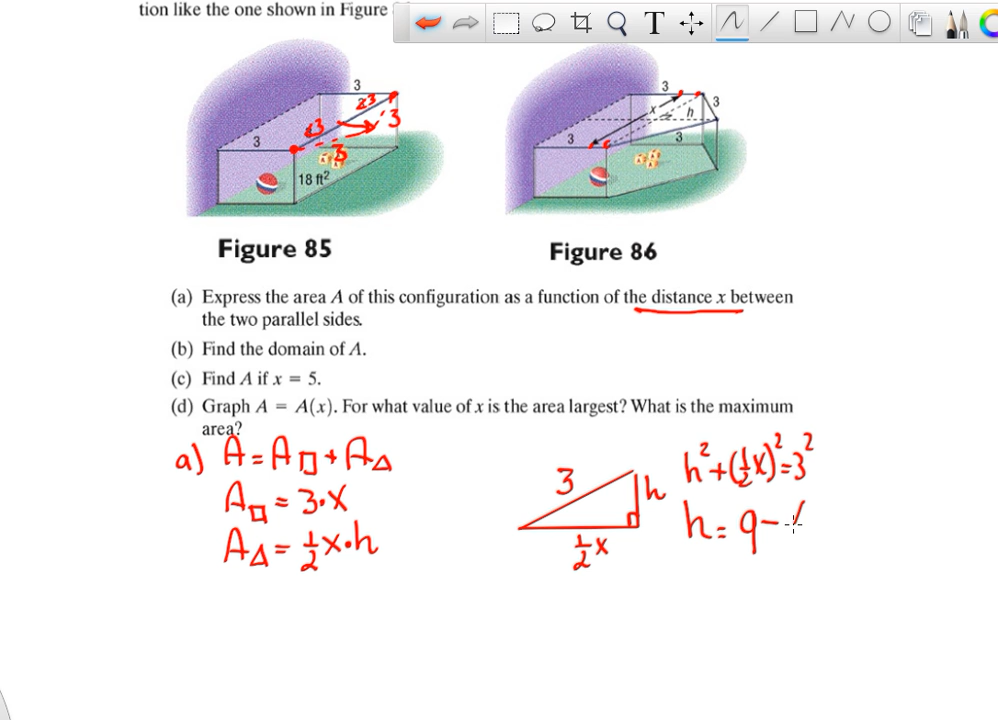 tion like the one shown in Figure
T
3
3
3
23
3
3
3
18 ft²
3
3
x
h
3
3
Figure 85
Figure 86
(a) Express the area A of this configuration as a function of the distance x between
the two parallel sides.
(b) Find the domain of A.
(c) Find A if x = 5.
(d) Graph A = A(x). For what value of x is the area largest? What is the maximum
area?
a) A = A▯ + A△
A▯ = 3·x
A△ = ½x·h
3
h
½x
h² + (½x)² = 3²
h = 9 -